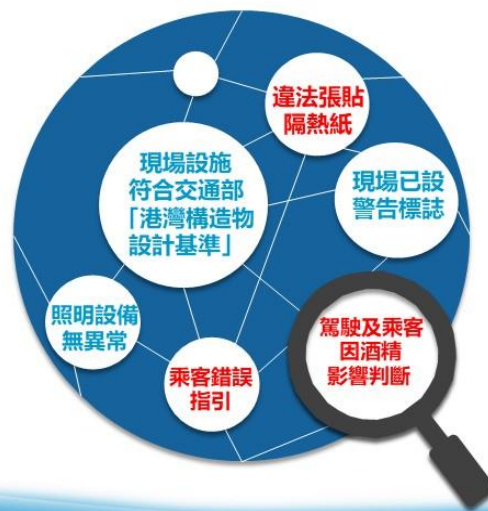 違法張貼
隔熱紙
現場設施
符合交通部
「港灣構造物
設計基準」
現場已設
警告標誌
照明設備
無異常
乘客錯誤
指引
駕駛及乘客
因酒精
影響判斷